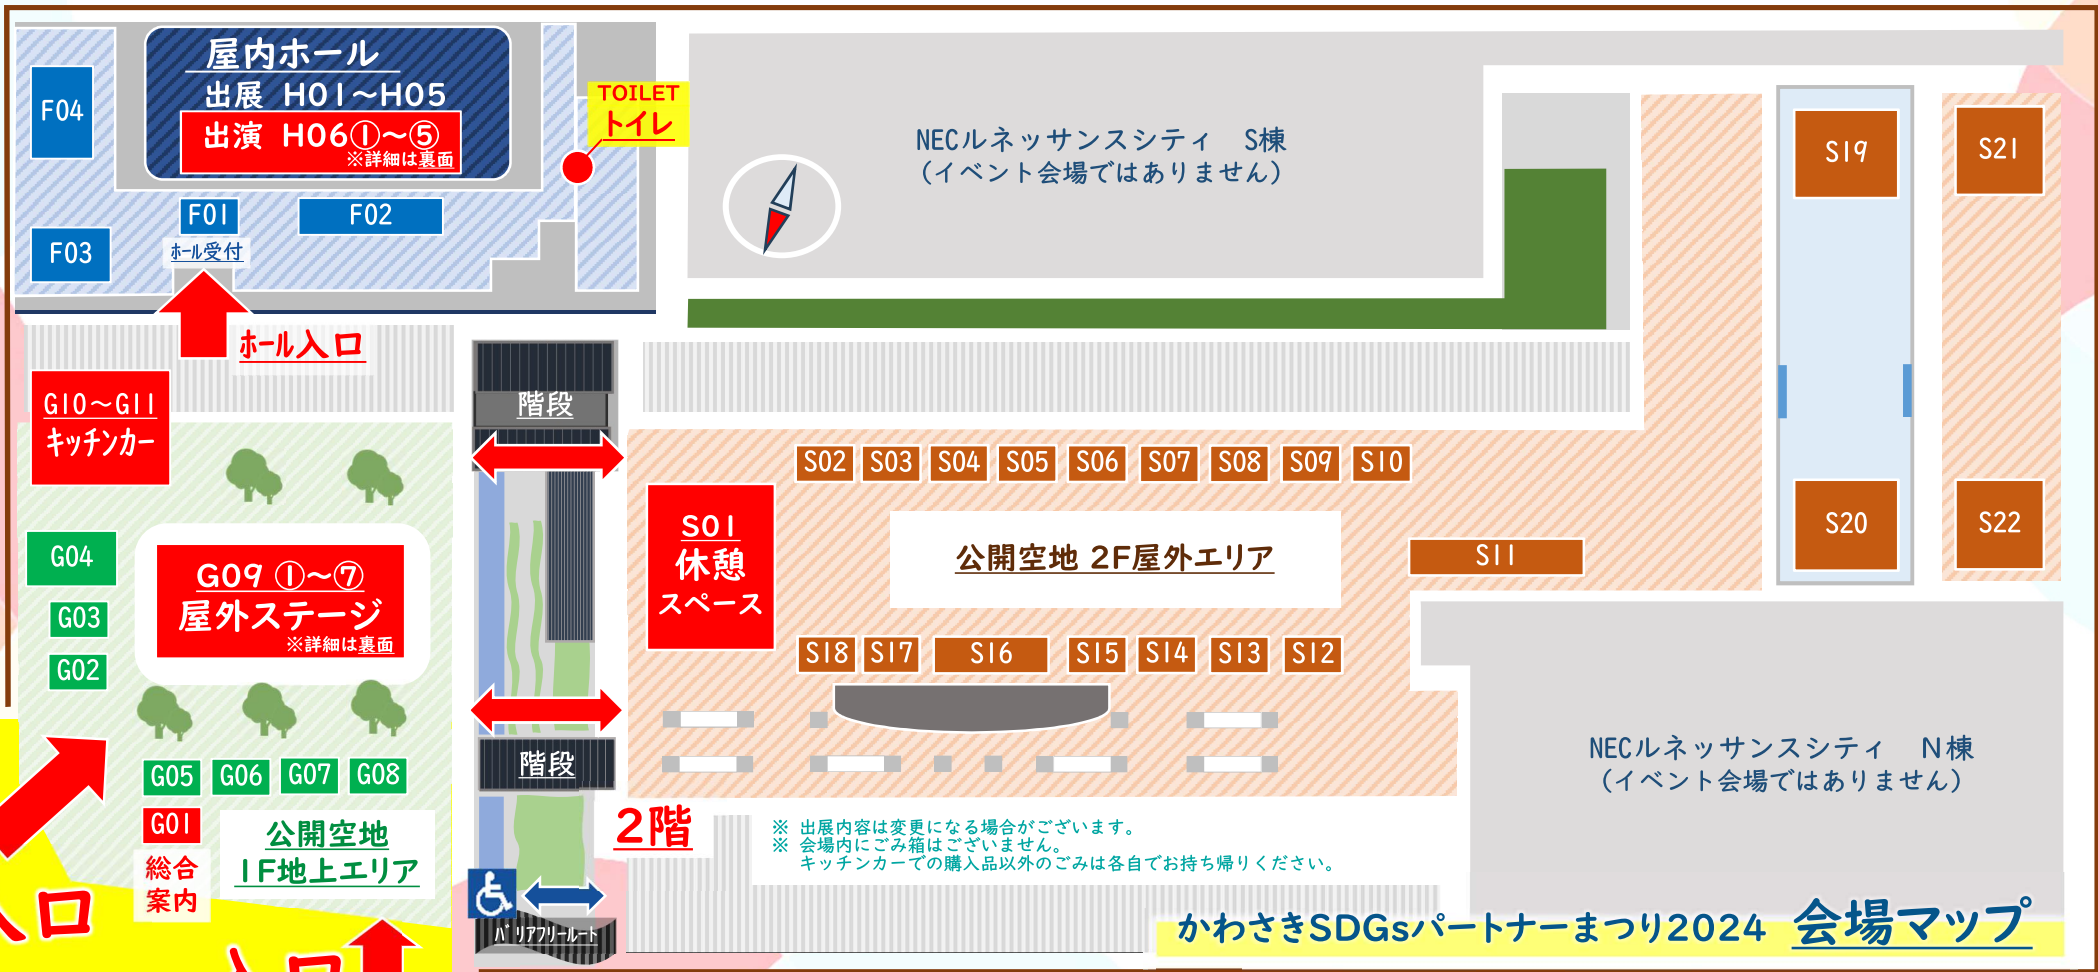 屋内ホール
出展 H01～H05
出演 H06①～⑤
※詳細は裏面
F04
F03
F01
ホール受付
F02
TOILET
トイレ
ホール入口
NECルネッサンスシティ S棟
（イベント会場ではありません）
S19
S21
S20
S22
G10～G11
キッチンカー
階段
S02
S03
S04
S05
S06
S07
S08
S09
S10
S01
休憩
スペース
公開空地 2F屋外エリア
S11
G04
G03
G02
G09 ①～⑦
屋外ステージ
※詳細は裏面
S18
S17
S16
S15
S14
S13
S12
階段
G05
G06
G07
G08
G01
総合
案内
公開空地
1F地上エリア
2階
※ 出展内容は変更になる場合がございます。
※ 会場内にごみ箱はございません。
キッチンカーでの購入品以外のごみは各自でお持ち帰りください。
NECルネッサンスシティ N棟
（イベント会場ではありません）
バリアフリールート
入口
入口
かわさきSDGsパートナーまつり2024 会場マップ